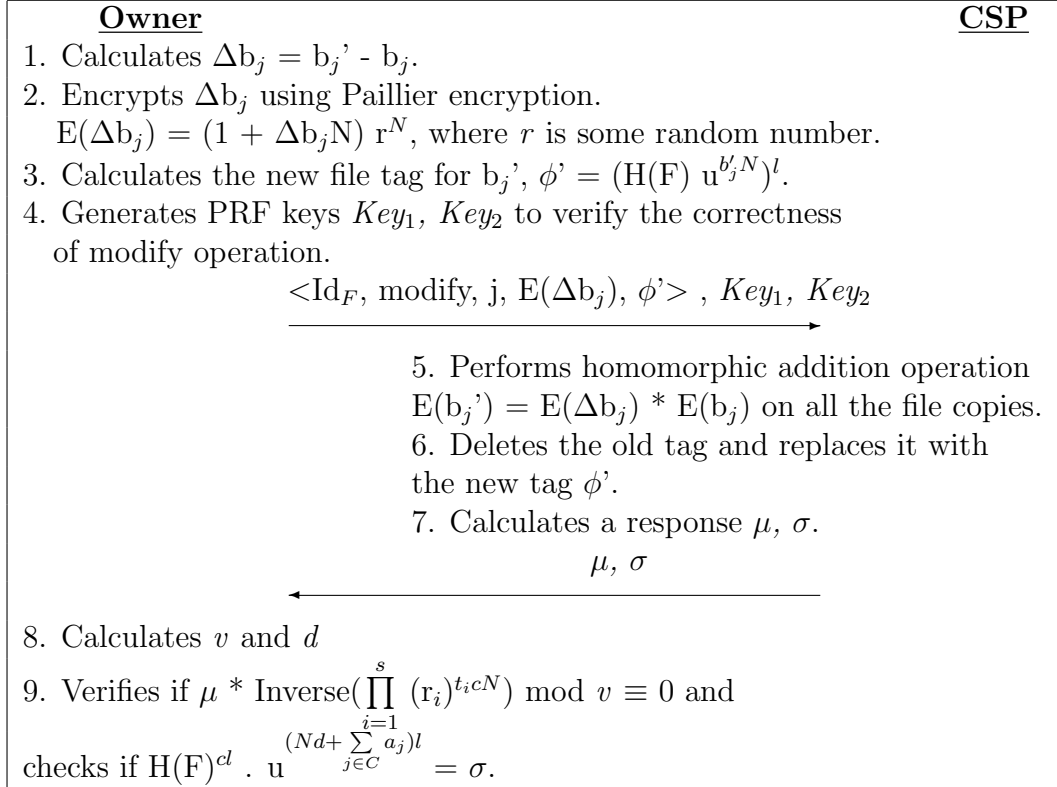 Owner CSP
1. Calculates Δb_j = b_j' - b_j.
2. Encrypts Δb_j using Paillier encryption.
E(Δb_j) = (1 + Δb_jN) r^N, where r is some random number.
3. Calculates the new file tag for b_j', ϕ' = (H(F) u^{b'_jN})^l.
4. Generates PRF keys Key_1, Key_2 to verify the correctness
of modify operation.
<Id_F, modify, j, E(Δb_j), ϕ'> , Key_1, Key_2
5. Performs homomorphic addition operation
E(b_j') = E(Δb_j) * E(b_j) on all the file copies.
6. Deletes the old tag and replaces it with
the new tag ϕ'.
7. Calculates a response μ, σ.
μ, σ
8. Calculates v and d
9. Verifies if μ * Inverse(∏_{i=1}^{s} (r_i)^{t_icN}) mod v ≡ 0 and
checks if H(F)^{cl} . u^{(Nd+∑_{j∈C} a_j)l} = σ.